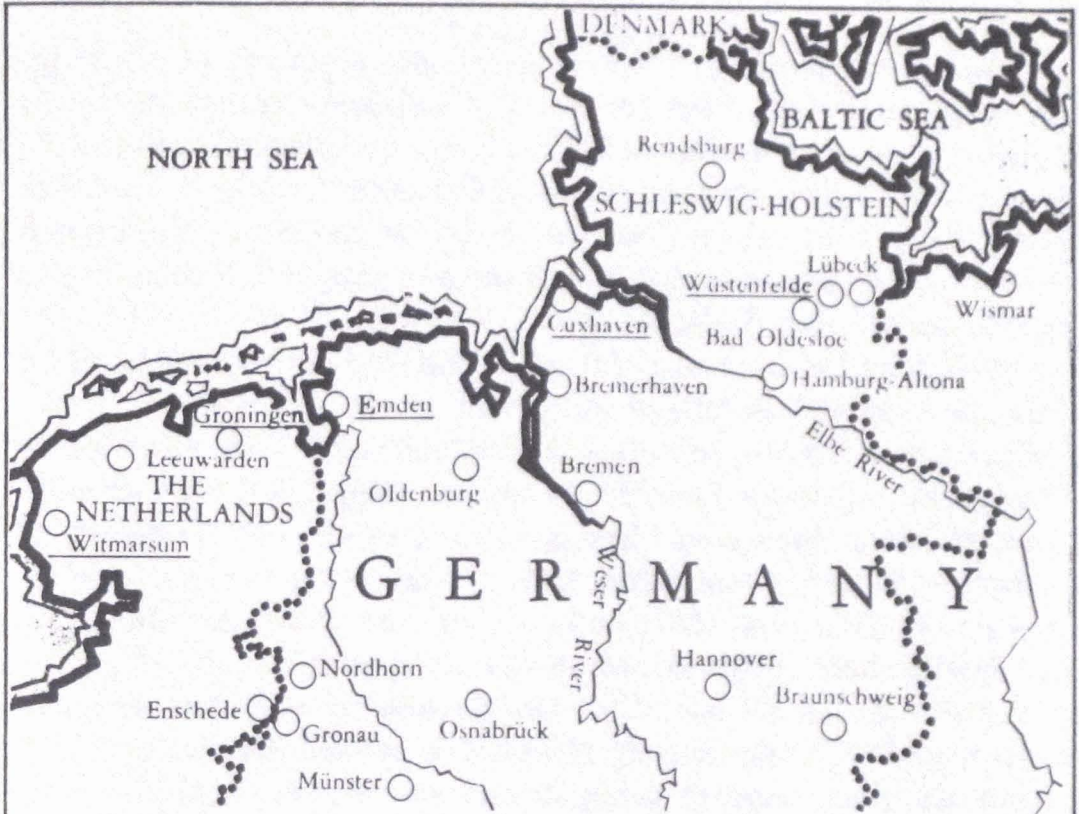 DENMARK
BALTIC SEA
Rendsburg
NORTH SEA
SCHLESWIG-HOLSTEIN
Lübeck
Wüstenfelde
Wismar
Cuxhaven
Bad Oldesloe
Bremerhaven
Hamburg-Altona
Groningen
Emden
Elbe River
Leeuwarden
Bremen
THE
NETHERLANDS
Oldenburg
Witmarsum
GERMANY
Weser River
Hannover
Nordhorn
Braunschweig
Enschede
Gronau
Osnabrück
Münster